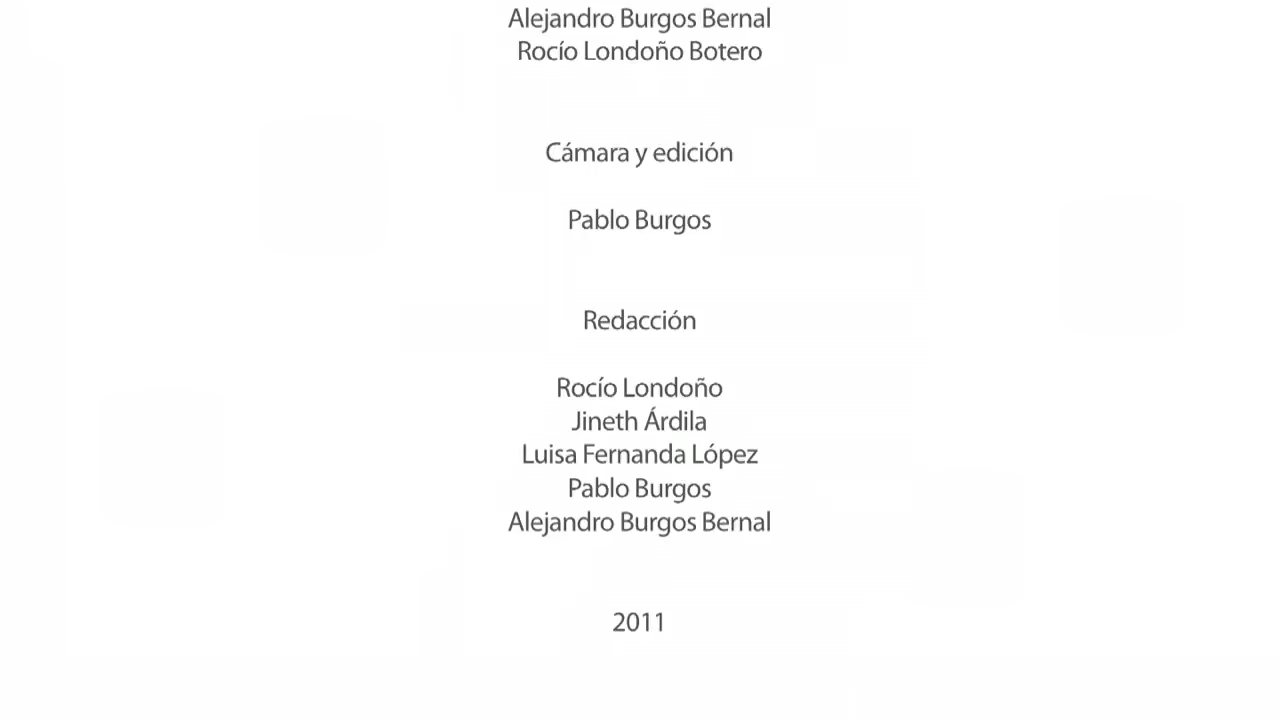 Alejandro Burgos Bernal
Rocío Londoño Botero
Cámara y edición
Pablo Burgos
Redacción
Rocío Londoño
Jineth Árdila
Luisa Fernanda López
Pablo Burgos
Alejandro Burgos Bernal
2011